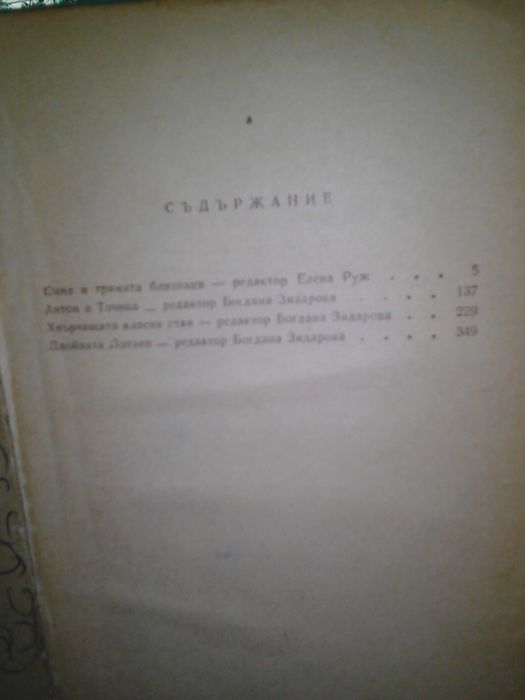 СЪДЪРЖАНИЕ
Емил и тримата близнаци — редактор Елена Руж . . . 5
Антон и Точица — редактор Богдана Зидарова . . . 137
Хвърчащата класна стая — редактор Богдана Зидарова . . 229
Двойната Лотхен — редактор Богдана Зидарова . . . . 349